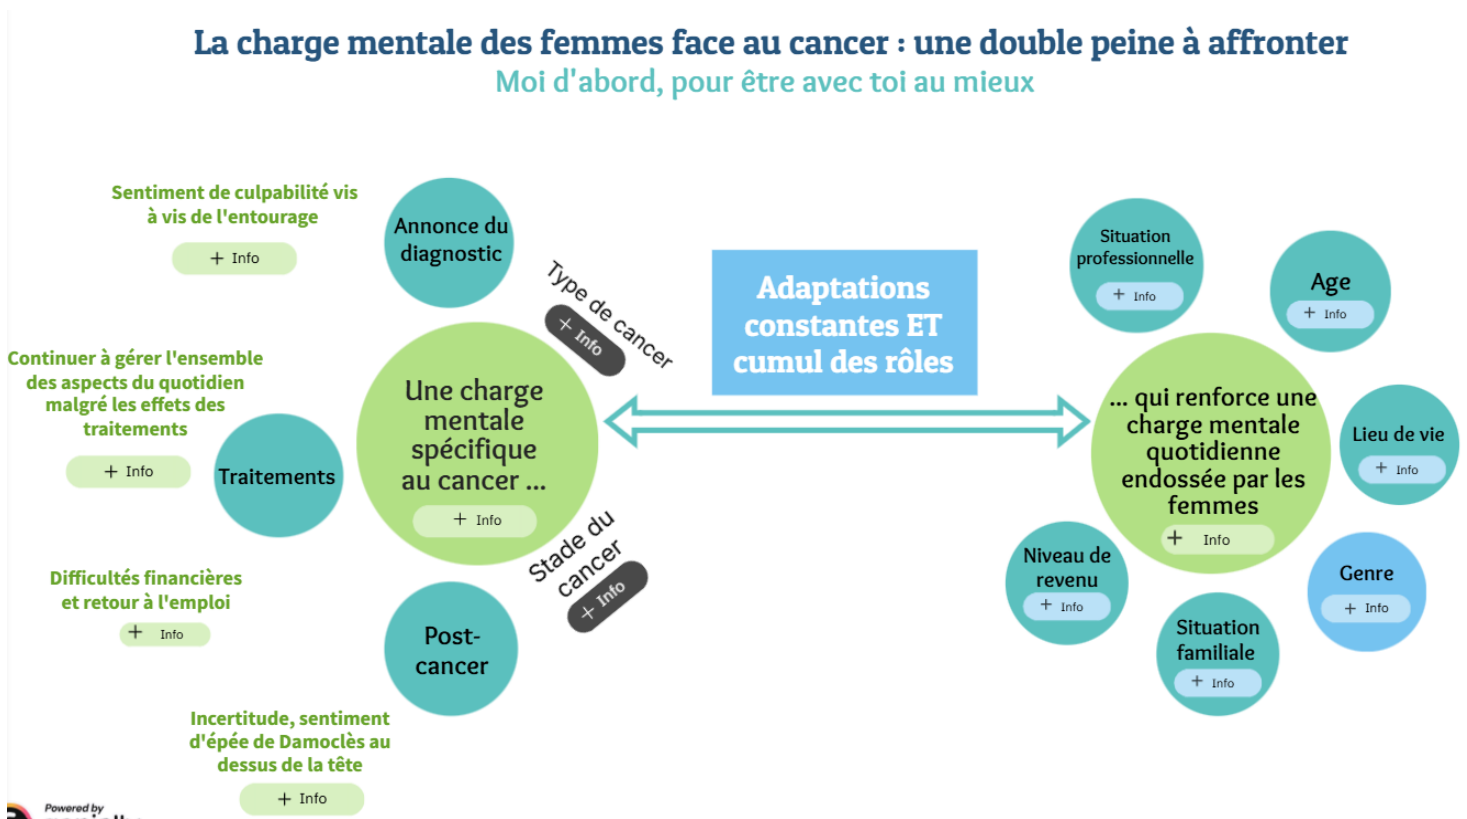 La charge mentale des femmes face au cancer : une double peine à affronter
Moi d'abord, pour être avec toi au mieux
Sentiment de culpabilité vis
à vis de l'entourage
+ Info
Annonce du
diagnostic
Continuer à gérer l'ensemble
des aspects du quotidien
malgré les effets des
traitements
+ Info
Traitements
Difficultés financières
et retour à l'emploi
+ Info
Post-
cancer
Incertitude, sentiment
d'épée de Damoclès au
dessus de la tête
+ Info
Une charge
mentale
spécifique
au cancer ...
+ Info
Type de cancer
+ Info
Stade du
cancer
+ Info
Adaptations
constantes ET
cumul des rôles
... qui renforce une
charge mentale
quotidienne
endossée par les
femmes
+ Info
Situation
professionnelle
+ Info
Age
+ Info
Lieu de vie
+ Info
Genre
+ Info
Situation
familiale
+ Info
Niveau de
revenu
+ Info
Powered by